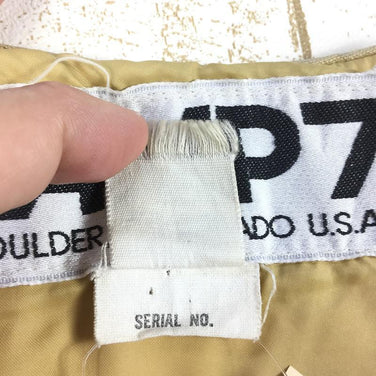 P7
OULDER ADO U.S.A
SERIAL NO.